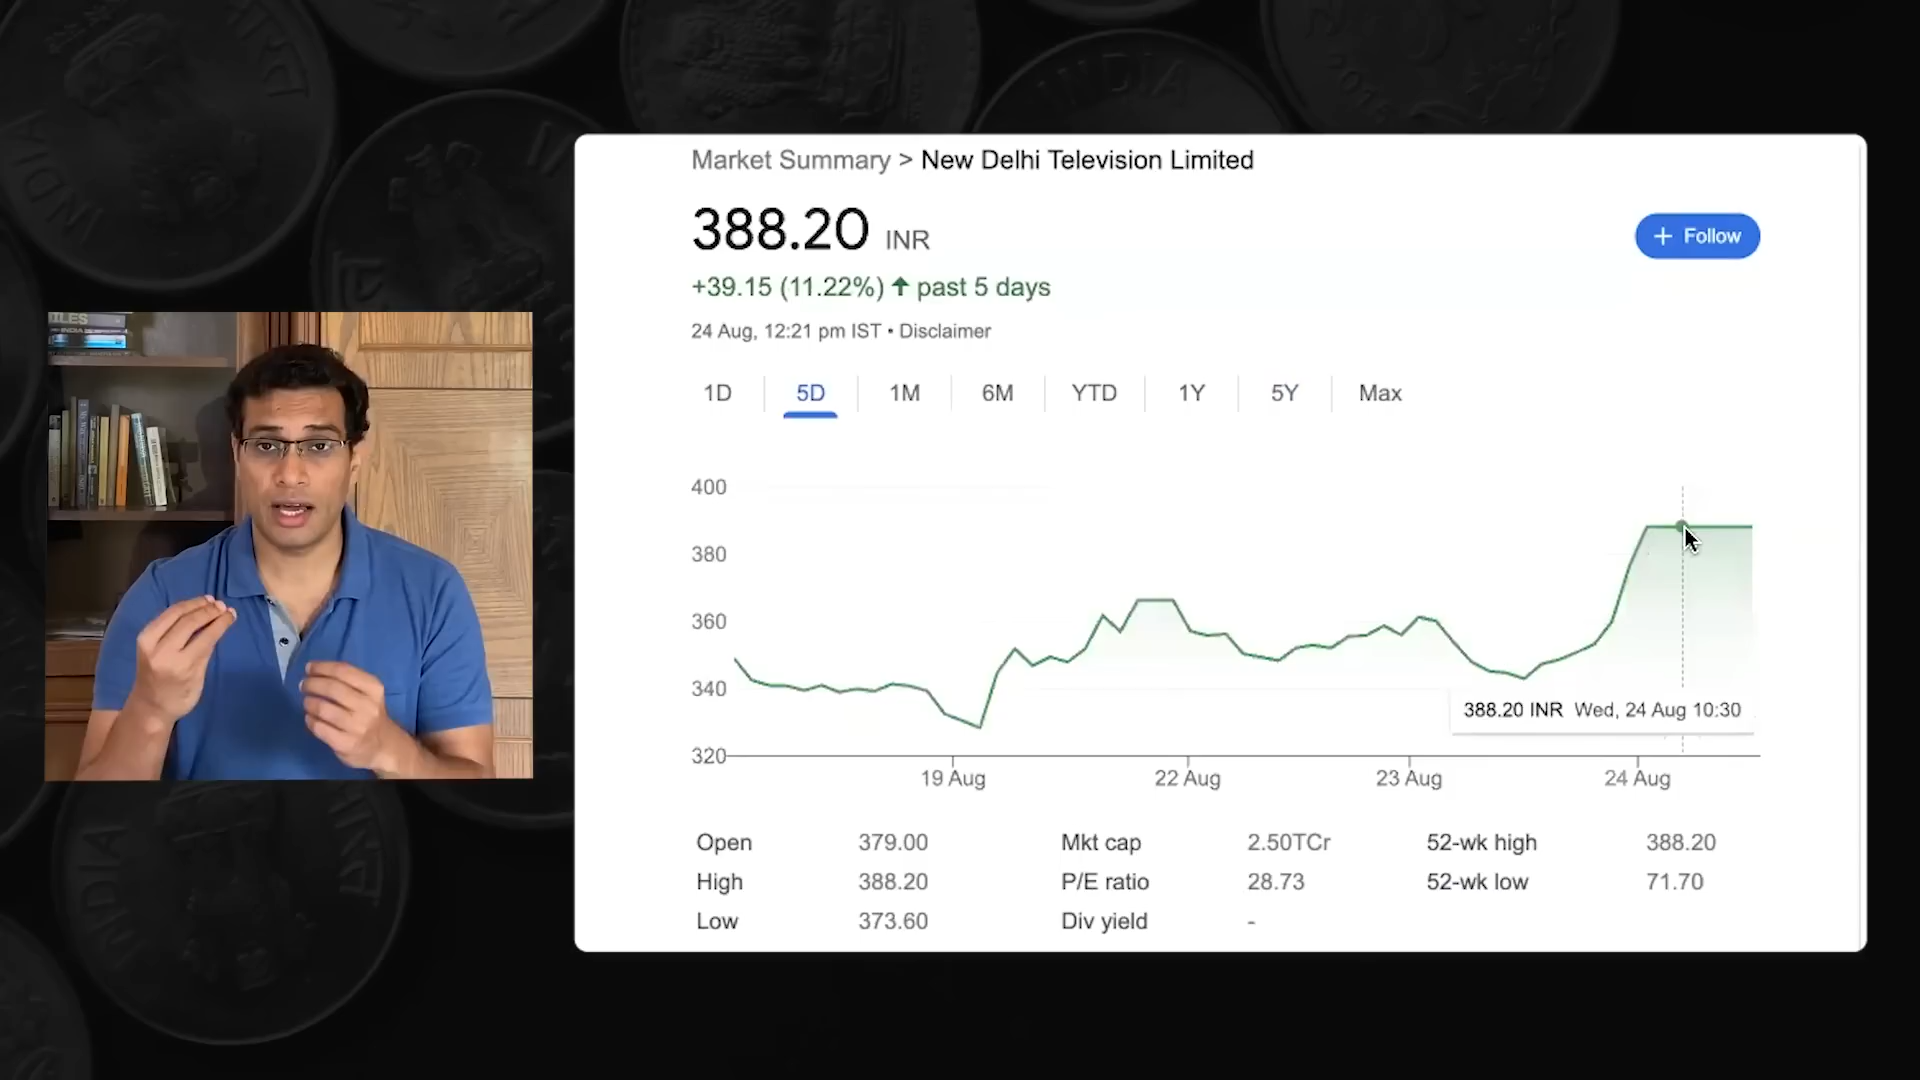 Market Summary > New Delhi Television Limited
388.20 INR
+ Follow
+39.15 (11.22%) ↑ past 5 days
24 Aug, 12:21 pm IST • Disclaimer
1D 5D 1M 6M YTD 1Y 5Y Max
400
380
360
340
320
388.20 INR Wed, 24 Aug 10:30
19 Aug 22 Aug 23 Aug 24 Aug
Open 379.00 Mkt cap 2.50TCr 52-wk high 388.20
High 388.20 P/E ratio 28.73 52-wk low 71.70
Low 373.60 Div yield -
INDIA
INDIA
INDIA